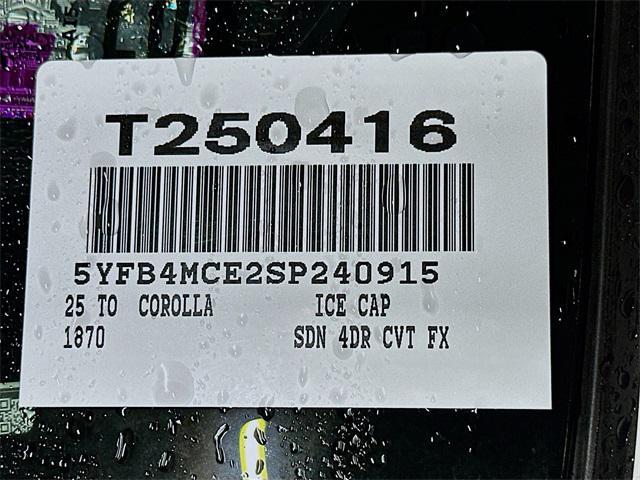 T250416
5YFB4MCE2SP240915
25 TO COROLLA ICE CAP
1870 SDN 4DR CVT FX